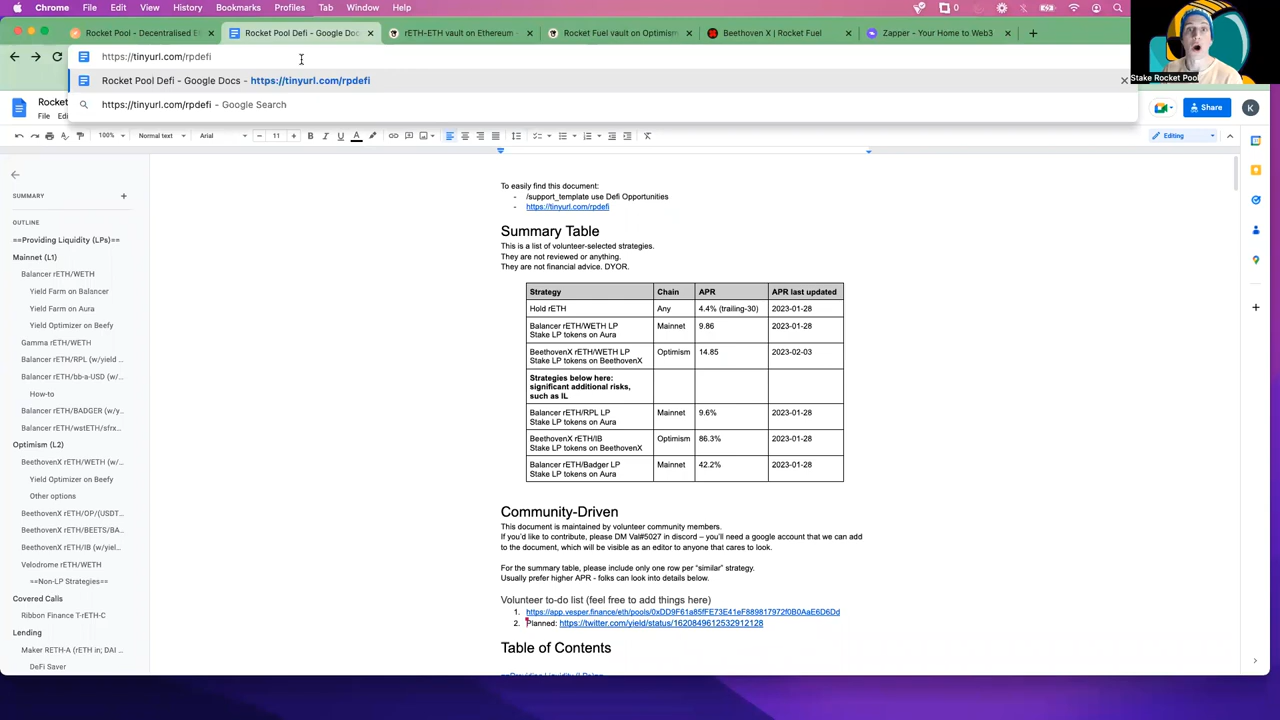 History Bookmarks Profiles Tab Window Help
Rocket Pool - Decentralised Et
Rocket Pool Defi - Google Doc
rETH-ETH vault on Ethereum -
Rocket Fuel vault on Optimism
Beethoven X | Rocket Fuel
Zapper - Your Home to Web3
https://tinyurl.com/rpdefi
Rocket Pool Defi - Google Docs - https://tinyurl.com/rpdefi
https://tinyurl.com/rpdefi - Google Search
Stake Rocket Pool
Rocket
File Ed
Share
K
100%
Normal text
Arial
11
Editing
SUMMARY
OUTLINE
==Providing Liquidity (LPs)==
Mainnet (L1)
Balancer rETH/WETH
Yield Farm on Balancer
Yield Farm on Aura
Yield Optimizer on Beefy
Gamma rETH/WETH
Balancer rETH/RPL (w/yield ...
Balancer rETH/bb-a-USD (w/...
How-to
Balancer rETH/BADGER (w/y...
Balancer rETH/wstETH/sfrx...
Optimism (L2)
BeethovenX rETH/WETH (w/...
Yield Optimizer on Beefy
Other options
BeethovenX rETH/OP/(USDT...
BeethovenX rETH/BEETS/BA...
BeethovenX rETH/IB (w/yiel...
Velodrome rETH/WETH
==Non-LP Strategies==
Covered Calls
Ribbon Finance T-rETH-C
Lending
Maker RETH-A (rETH in; DAI ...
DeFi Saver
To easily find this document:
- /support_template use Defi Opportunities
- https://tinyurl.com/rpdefi
Summary Table
This is a list of volunteer-selected strategies.
They are not reviewed or anything.
They are not financial advice. DYOR.
Strategy Chain APR APR last updated
Hold rETH Any 4.4% (trailing-30) 2023-01-28
Balancer rETH/WETH LP Mainnet 9.86 2023-01-28
Stake LP tokens on Aura
BeethovenX rETH/WETH LP Optimism 14.85 2023-02-03
Stake LP tokens on BeethovenX
Strategies below here:
significant additional risks,
such as IL
Balancer rETH/RPL LP Mainnet 9.6% 2023-01-28
Stake LP tokens on Aura
BeethovenX rETH/IB Optimism 86.3% 2023-01-28
Stake LP tokens on BeethovenX
Balancer rETH/Badger LP Mainnet 42.2% 2023-01-28
Stake LP tokens on Aura
Community-Driven
This document is maintained by volunteer community members.
If you'd like to contribute, please DM Val#5027 in discord – you'll need a google account that we can add
to the document, which will be visible as an editor to anyone that cares to look.
For the summary table, please include only one row per "similar" strategy.
Usually prefer higher APR - folks can look into details below.
Volunteer to-do list (feel free to add things here)
1. https://app.vesper.finance/eth/pools/0xDD9F61a85fFE73E41eF889817972f0B0AaE6D6Dd
2. Planned: https://twitter.com/yield/status/1620849612532912128
Table of Contents
==Providing Liquidity (LPs)==